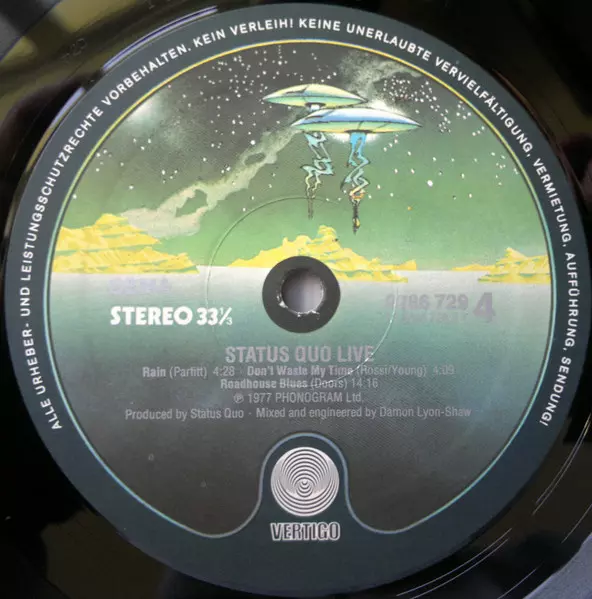 ALLE URHEBER- UND LEISTUNGSSCHUTZRECHTE VORBEHALTEN. KEIN VERLEIH! KEINE UNERLAUBTE VERVIELFÄLTIGUNG, VERMIETUNG, AUFFÜHRUNG, SENDUNG!
STEREO 33⅓
729 4
STATUS QUO LIVE
Rain (Parfitt) 4:28 · Don't Waste My Time (Rossi/Young) 4:09
Roadhouse Blues (Doors) 14:16
℗ 1977 PHONOGRAM Ltd.
Produced by Status Quo · Mixed and engineered by Damon Lyon-Shaw
VERTIGO